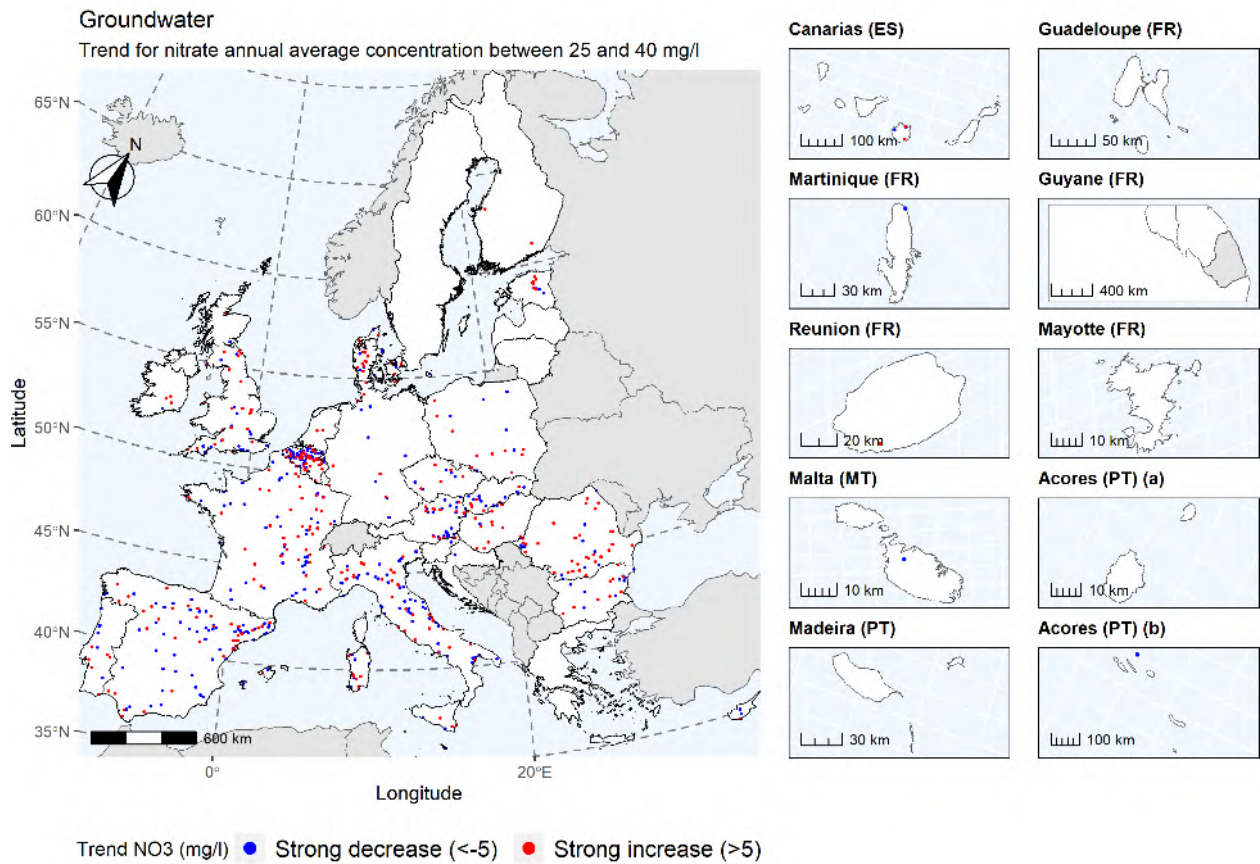 Groundwater
Trend for nitrate annual average concentration between 25 and 40 mg/l
65°N
60°N
55°N
50°N
45°N
40°N
35°N
Latitude
N
600 km
0°
20°E
Longitude
Canarias (ES)
100 km
Guadeloupe (FR)
50 km
Martinique (FR)
30 km
Guyane (FR)
400 km
Reunion (FR)
20 km
Mayotte (FR)
10 km
Malta (MT)
10 km
Acores (PT) (a)
10 km
Madeira (PT)
30 km
Acores (PT) (b)
100 km
Trend NO3 (mg/l) Strong decrease (<-5) Strong increase (>5)